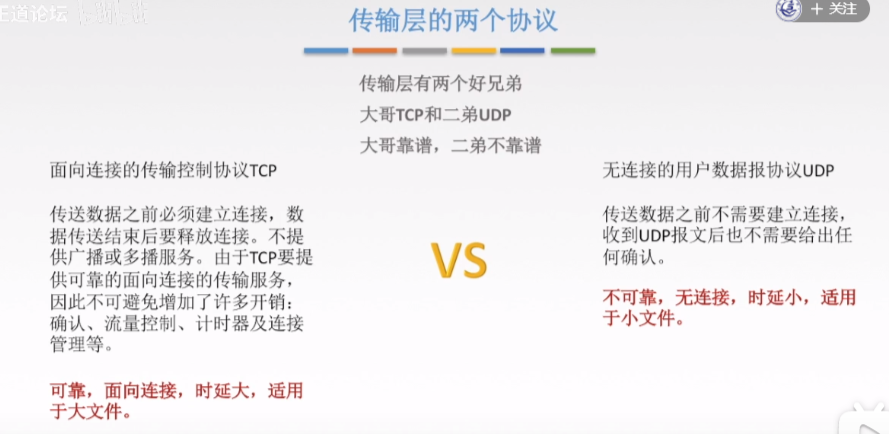 王道论坛
+ 关注
传输层的两个协议
传输层有两个好兄弟
大哥TCP和二弟UDP
大哥靠谱，二弟不靠谱
面向连接的传输控制协议TCP
传送数据之前必须建立连接，数
据传送结束后要释放连接。不提
供广播或多播服务。由于TCP要提
供可靠的面向连接的传输服务，
因此不可避免增加了许多开销：
确认、流量控制、计时器及连接
管理等。
可靠，面向连接，时延大，适用
于大文件。
VS
无连接的用户数据报协议UDP
传送数据之前不需要建立连接，
收到UDP报文后也不需要给出任
何确认。
不可靠，无连接，时延小，适用
于小文件。